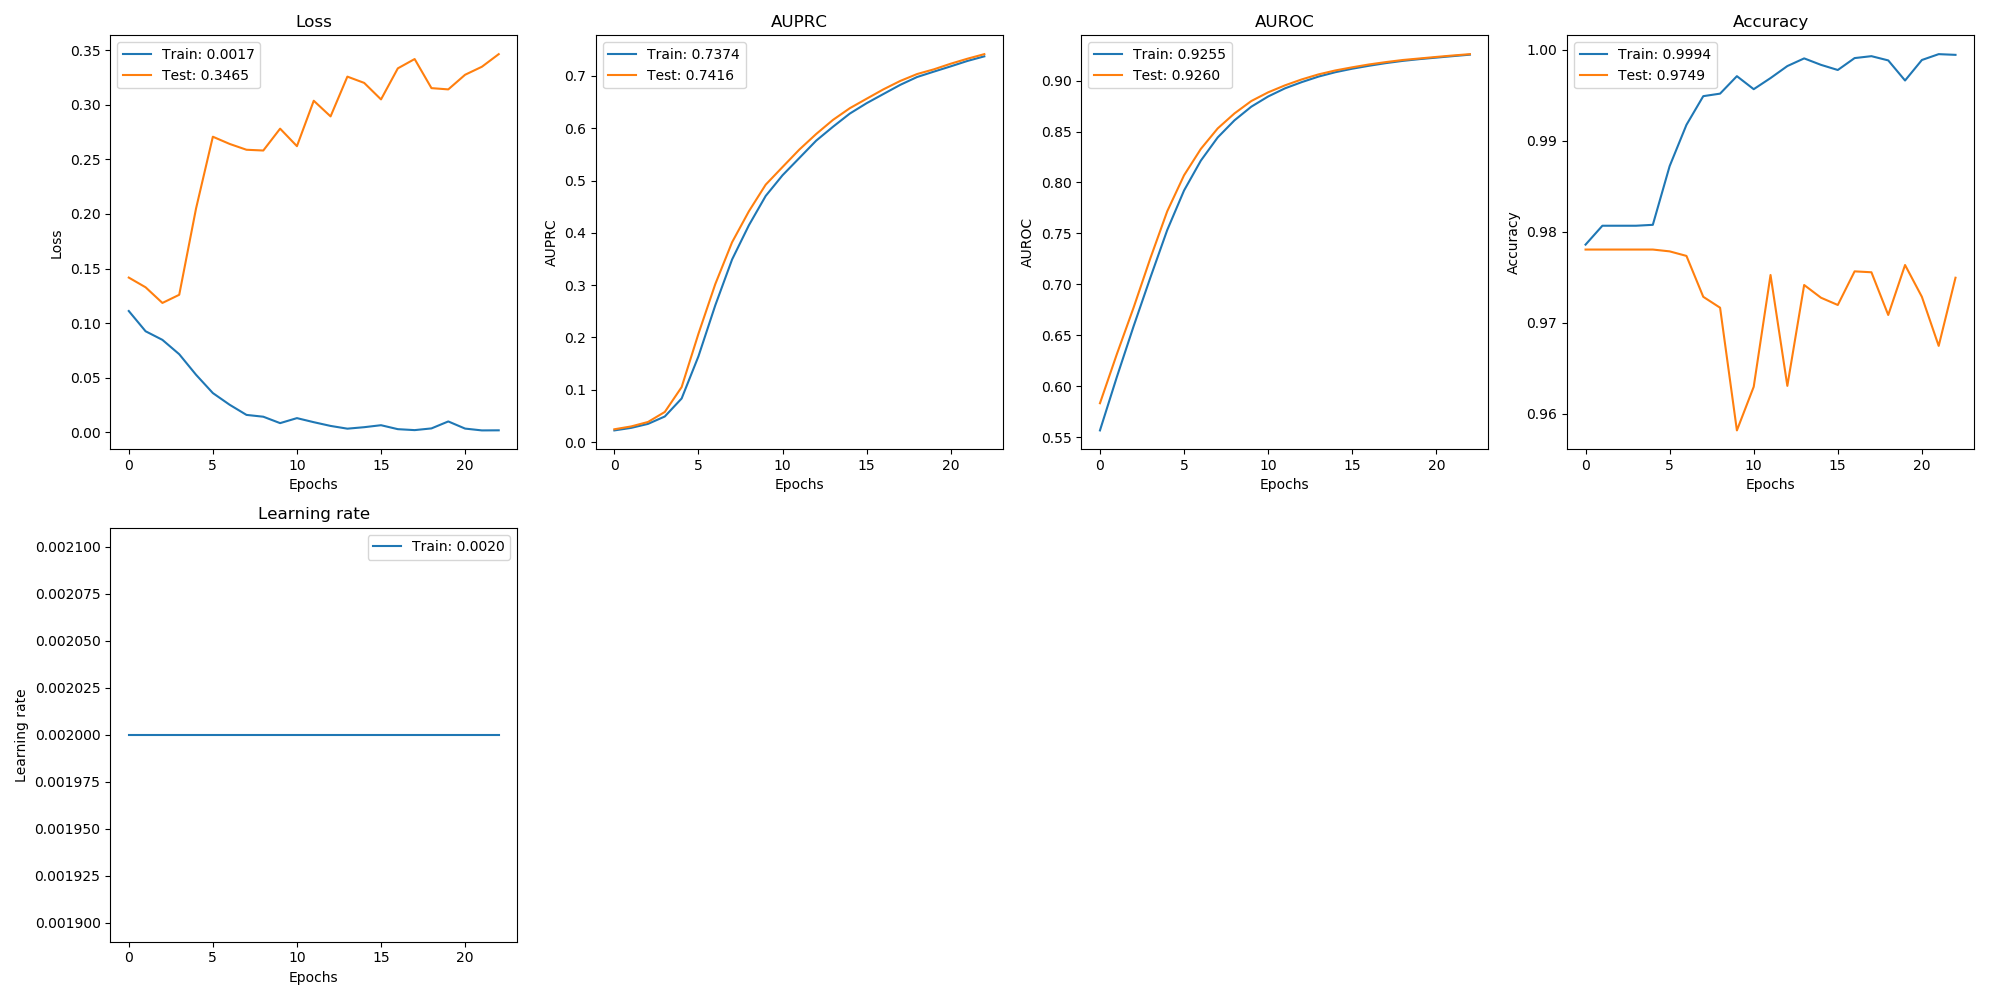 Loss
Train: 0.0017
Test: 0.3465
0.35
0.30
0.25
0.20
0.15
0.10
0.05
0.00
Loss
0 5 10 15 20
Epochs
AUPRC
Train: 0.7374
Test: 0.7416
0.7
0.6
0.5
0.4
0.3
0.2
0.1
0.0
AUPRC
0 5 10 15 20
Epochs
AUROC
Train: 0.9255
Test: 0.9260
0.90
0.85
0.80
0.75
0.70
0.65
0.60
0.55
AUROC
0 5 10 15 20
Epochs
Accuracy
Train: 0.9994
Test: 0.9749
1.00
0.99
0.98
0.97
0.96
Accuracy
0 5 10 15 20
Epochs
Learning rate
Train: 0.0020
0.002100
0.002075
0.002050
0.002025
0.002000
0.001975
0.001950
0.001925
0.001900
Learning rate
0 5 10 15 20
Epochs